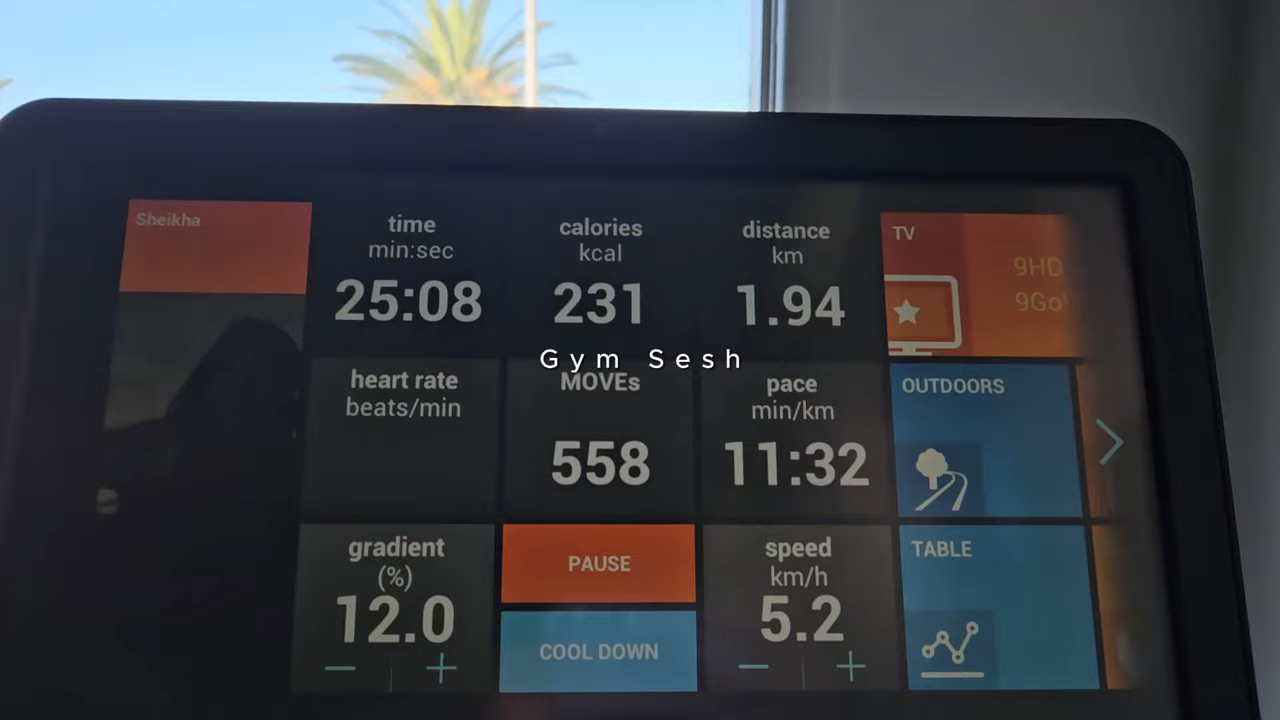 Sheikha
time
min:sec
25:08
calories
kcal
231
distance
km
1.94
TV
9HD
9Go!
Gym Sesh
heart rate
beats/min
MOVEs
558
pace
min/km
11:32
OUTDOORS
gradient
(%)
12.0
PAUSE
COOL DOWN
speed
km/h
5.2
TABLE